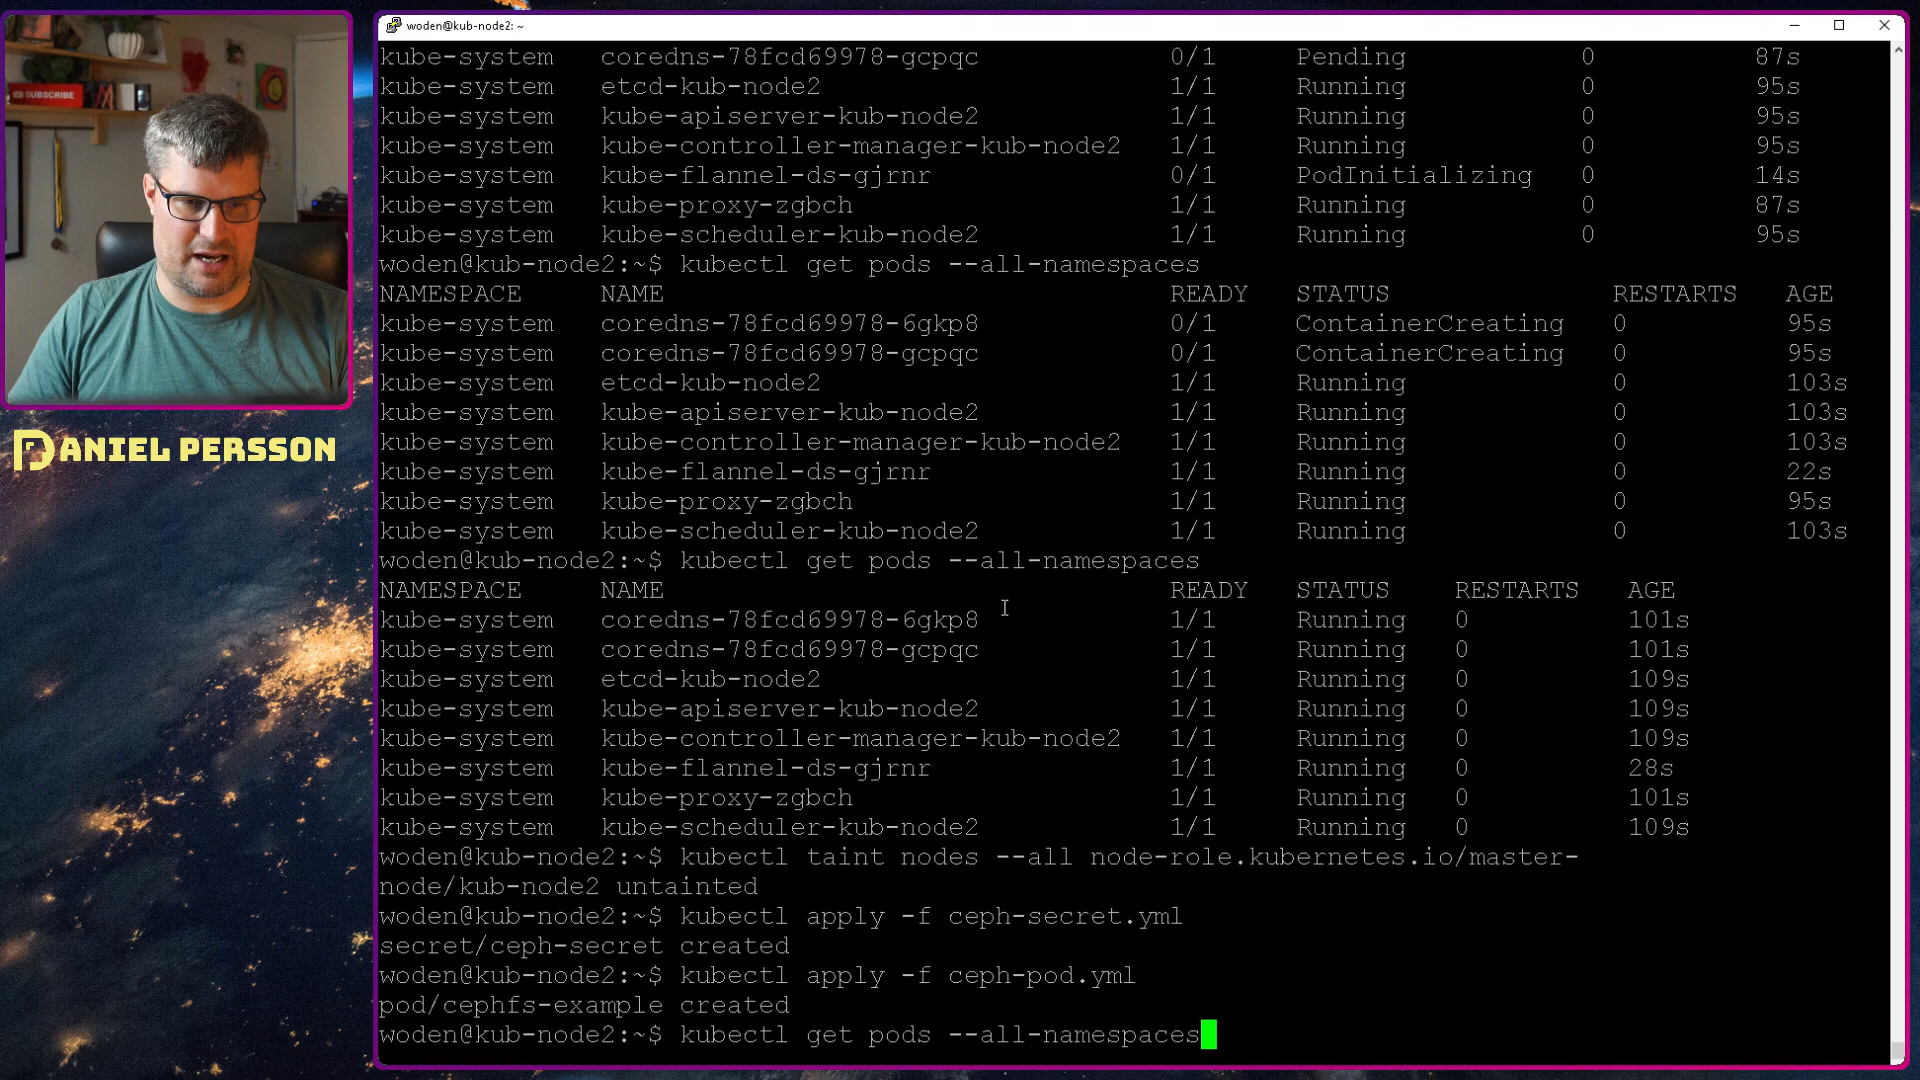 woden@kub-node2: ~
SUBSCRIBE
DANIEL PERSSON
kube-system coredns-78fcd69978-gcpqc 0/1 Pending 0 87s
kube-system etcd-kub-node2 1/1 Running 0 95s
kube-system kube-apiserver-kub-node2 1/1 Running 0 95s
kube-system kube-controller-manager-kub-node2 1/1 Running 0 95s
kube-system kube-flannel-ds-gjrnr 0/1 PodInitializing 0 14s
kube-system kube-proxy-zgbch 1/1 Running 0 87s
kube-system kube-scheduler-kub-node2 1/1 Running 0 95s
woden@kub-node2:~$ kubectl get pods --all-namespaces
NAMESPACE NAME READY STATUS RESTARTS AGE
kube-system coredns-78fcd69978-6gkp8 0/1 ContainerCreating 0 95s
kube-system coredns-78fcd69978-gcpqc 0/1 ContainerCreating 0 95s
kube-system etcd-kub-node2 1/1 Running 0 103s
kube-system kube-apiserver-kub-node2 1/1 Running 0 103s
kube-system kube-controller-manager-kub-node2 1/1 Running 0 103s
kube-system kube-flannel-ds-gjrnr 1/1 Running 0 22s
kube-system kube-proxy-zgbch 1/1 Running 0 95s
kube-system kube-scheduler-kub-node2 1/1 Running 0 103s
woden@kub-node2:~$ kubectl get pods --all-namespaces
NAMESPACE NAME READY STATUS RESTARTS AGE
kube-system coredns-78fcd69978-6gkp8 1/1 Running 0 101s
kube-system coredns-78fcd69978-gcpqc 1/1 Running 0 101s
kube-system etcd-kub-node2 1/1 Running 0 109s
kube-system kube-apiserver-kub-node2 1/1 Running 0 109s
kube-system kube-controller-manager-kub-node2 1/1 Running 0 109s
kube-system kube-flannel-ds-gjrnr 1/1 Running 0 28s
kube-system kube-proxy-zgbch 1/1 Running 0 101s
kube-system kube-scheduler-kub-node2 1/1 Running 0 109s
woden@kub-node2:~$ kubectl taint nodes --all node-role.kubernetes.io/master-
node/kub-node2 untainted
woden@kub-node2:~$ kubectl apply -f ceph-secret.yml
secret/ceph-secret created
woden@kub-node2:~$ kubectl apply -f ceph-pod.yml
pod/cephfs-example created
woden@kub-node2:~$ kubectl get pods --all-namespaces